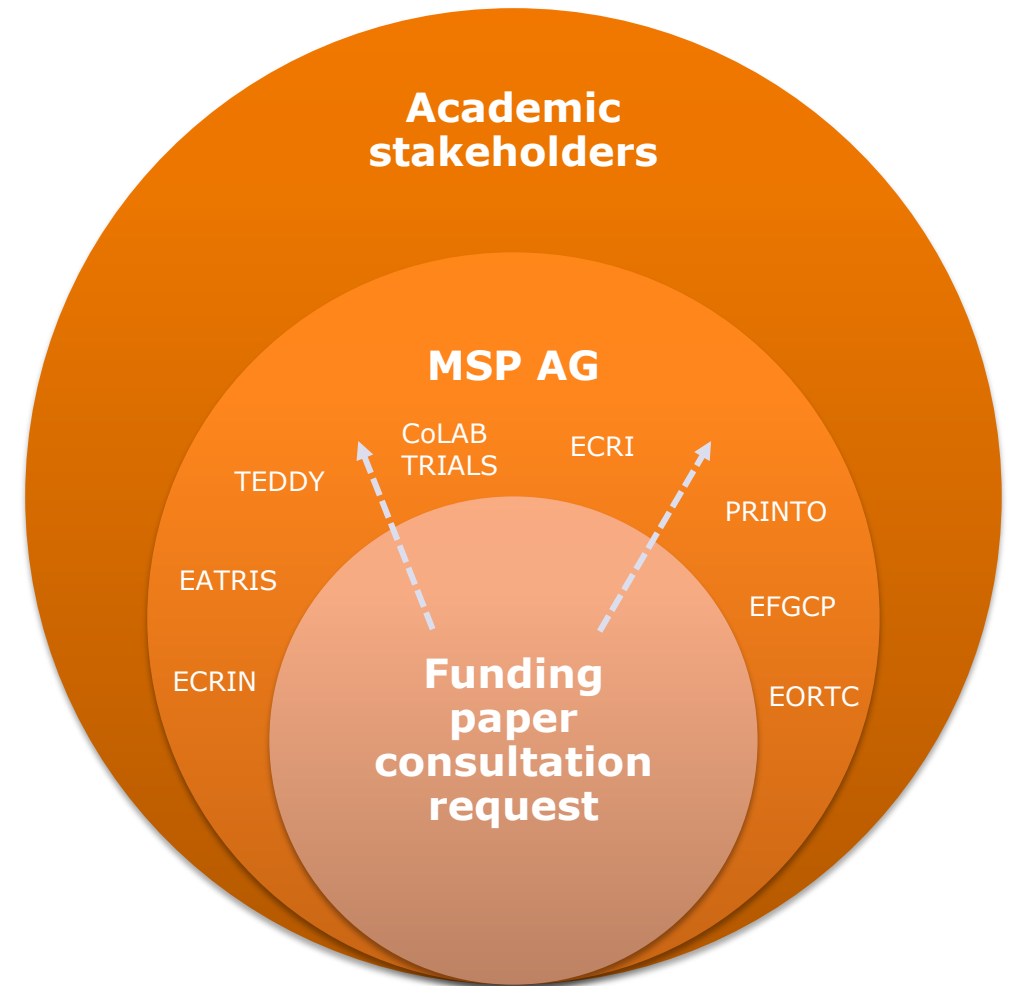 Academic
stakeholders
MSP AG
CoLAB
TRIALS
ECRI
TEDDY
PRINTO
EATRIS
EFGCP
ECRIN
EORTC
Funding
paper
consultation
request